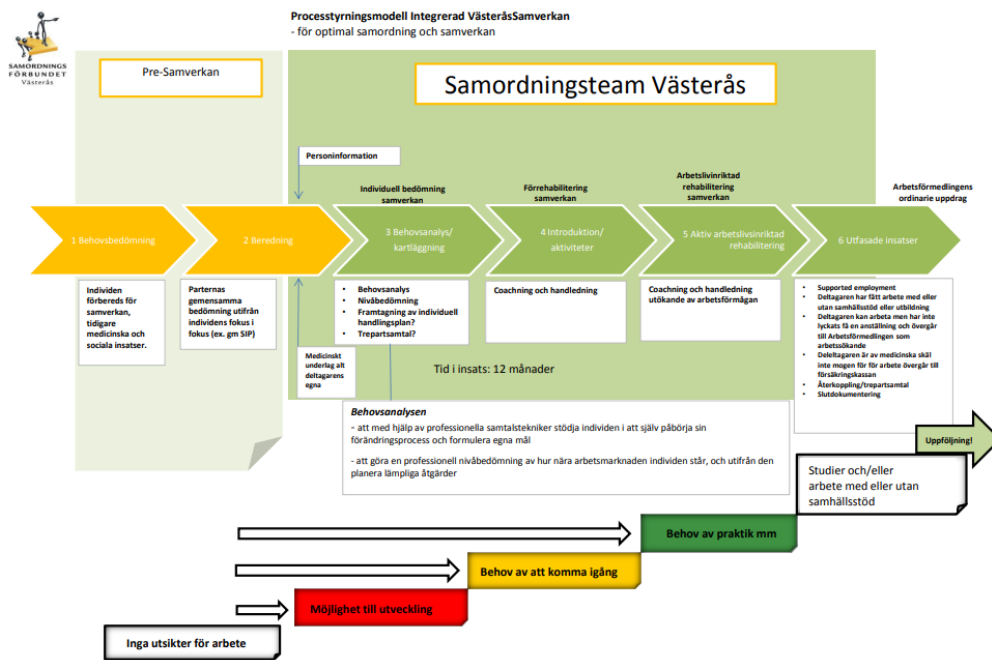 Processtyrningsmodell Integrerad VästeråsSamverkan
- för optimal samordning och samverkan
SAMORDNINGS
FÖRBUNDET
Västerås
Pre-Samverkan
Samordningsteam Västerås
Personinformation
Individuell bedömning
samverkan
Förrehabilitering
samverkan
Arbetslivinriktad
rehabilitering
samverkan
Arbetsförmedlingens
ordinarie uppdrag
1 Behovsbedömning
2 Beredning
3 Behovsanalys/
kartläggning
4 Introduktion/
aktiviteter
5 Aktiv arbetslivsinriktad
rehabilitering
6 Utfasade insatser
Individen
förbereds för
samverkan,
tidigare
medicinska och
sociala insatser.
Parternas
gemensamma
bedömning utifrån
individens fokus i
fokus (ex. gm SIP)
Medicinskt
underlag alt
deltagarens
egna
• Behovsanalys
• Nivåbedömning
• Framtagning av individuell
handlingsplan?
• Trepartsamtal?
Coachning och handledning
Coachning och handledning
utökande av arbetsförmågan
• Supported employment
• Deltagaren har fått arbete med eller
utan samhällsstöd eller utbildning
• Deltagaren kan arbeta men har inte
lyckats få en anställning och övergår
till Arbetsförmedlingen som
arbetssökande
• Deleltagaren är av medicinska skäl
inte mogen för för arbete övergår till
försäkringskassan
• Återkoppling/trepartsamtal
• Slutdokumentering
Tid i insats: 12 månader
Behovsanalysen
- att med hjälp av professionella samtalstekniker stödja individen i att själv påbörja sin
förändringsprocess och formulera egna mål
- att göra en professionell nivåbedömning av hur nära arbetsmarknaden individen står, och utifrån den
planera lämpliga åtgärder
Uppföljning!
Studier och/eller
arbete med eller utan
samhällsstöd
Behov av praktik mm
Behov av att komma igång
Möjlighet till utveckling
Inga utsikter för arbete